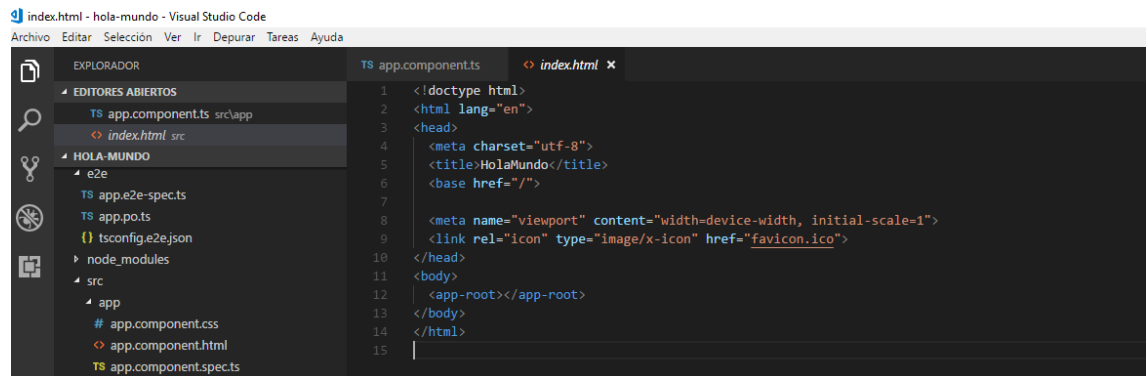 index.html - hola-mundo - Visual Studio Code
Archivo Editar Selección Ver Ir Depurar Tareas Ayuda
EXPLORADOR
EDITORES ABIERTOS
TS app.component.ts src\app
<> index.html src
HOLA-MUNDO
e2e
TS app.e2e-spec.ts
TS app.po.ts
{} tsconfig.e2e.json
node_modules
src
app
# app.component.css
<> app.component.html
TS app.component.spec.ts
TS app.component.ts <> index.html ×
1 <!doctype html>
2 <html lang="en">
3 <head>
4 <meta charset="utf-8">
5 <title>HolaMundo</title>
6 <base href="/">
7
8 <meta name="viewport" content="width=device-width, initial-scale=1">
9 <link rel="icon" type="image/x-icon" href="favicon.ico">
10 </head>
11 <body>
12 <app-root></app-root>
13 </body>
14 </html>
15